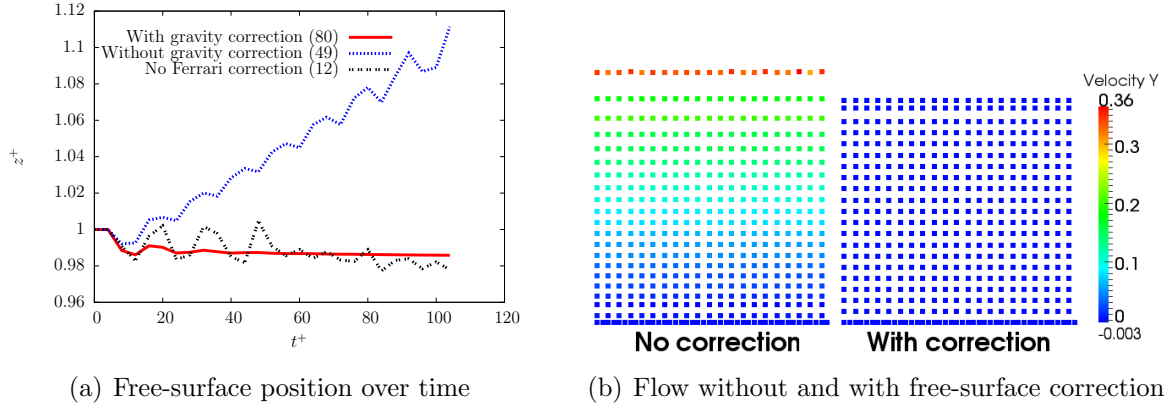 1.12
1.1
1.08
1.06
1.04
1.02
1
0.98
0.96
z+
With gravity correction (80)
Without gravity correction (49)
No Ferrari correction (12)
0 20 40 60 80 100 120
t+
(a) Free-surface position over time
Velocity Y
0.36
0.3
0.2
0.1
0
-0.003
No correction With correction
(b) Flow without and with free-surface correction